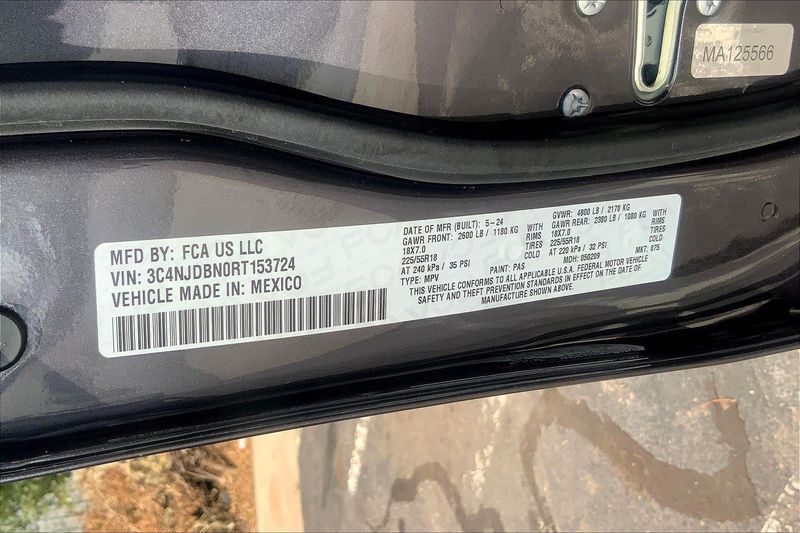 MA125566
MFD BY: FCA US LLC
VIN: 3C4NJDBN0RT153724
VEHICLE MADE IN: MEXICO
DATE OF MFR (BUILT): 5-24
GAWR FRONT: 2600 LB / 1180 KG WITH
18X7.0 RIMS
225/55R18 TIRES
AT 240 kPa / 35 PSI COLD
TYPE: MPV
PAINT: PAS
GVWR: 4800 LB / 2178 KG
GAWR REAR: 2380 LB / 1080 KG WITH
18X7.0 RIMS
225/55R18 TIRES
AT 220 kPa / 32 PSI COLD
MDH: 050209
MKT: 875
THIS VEHICLE CONFORMS TO ALL APPLICABLE U.S.A. FEDERAL MOTOR VEHICLE
SAFETY AND THEFT PREVENTION STANDARDS IN EFFECT ON THE DATE OF
MANUFACTURE SHOWN ABOVE.